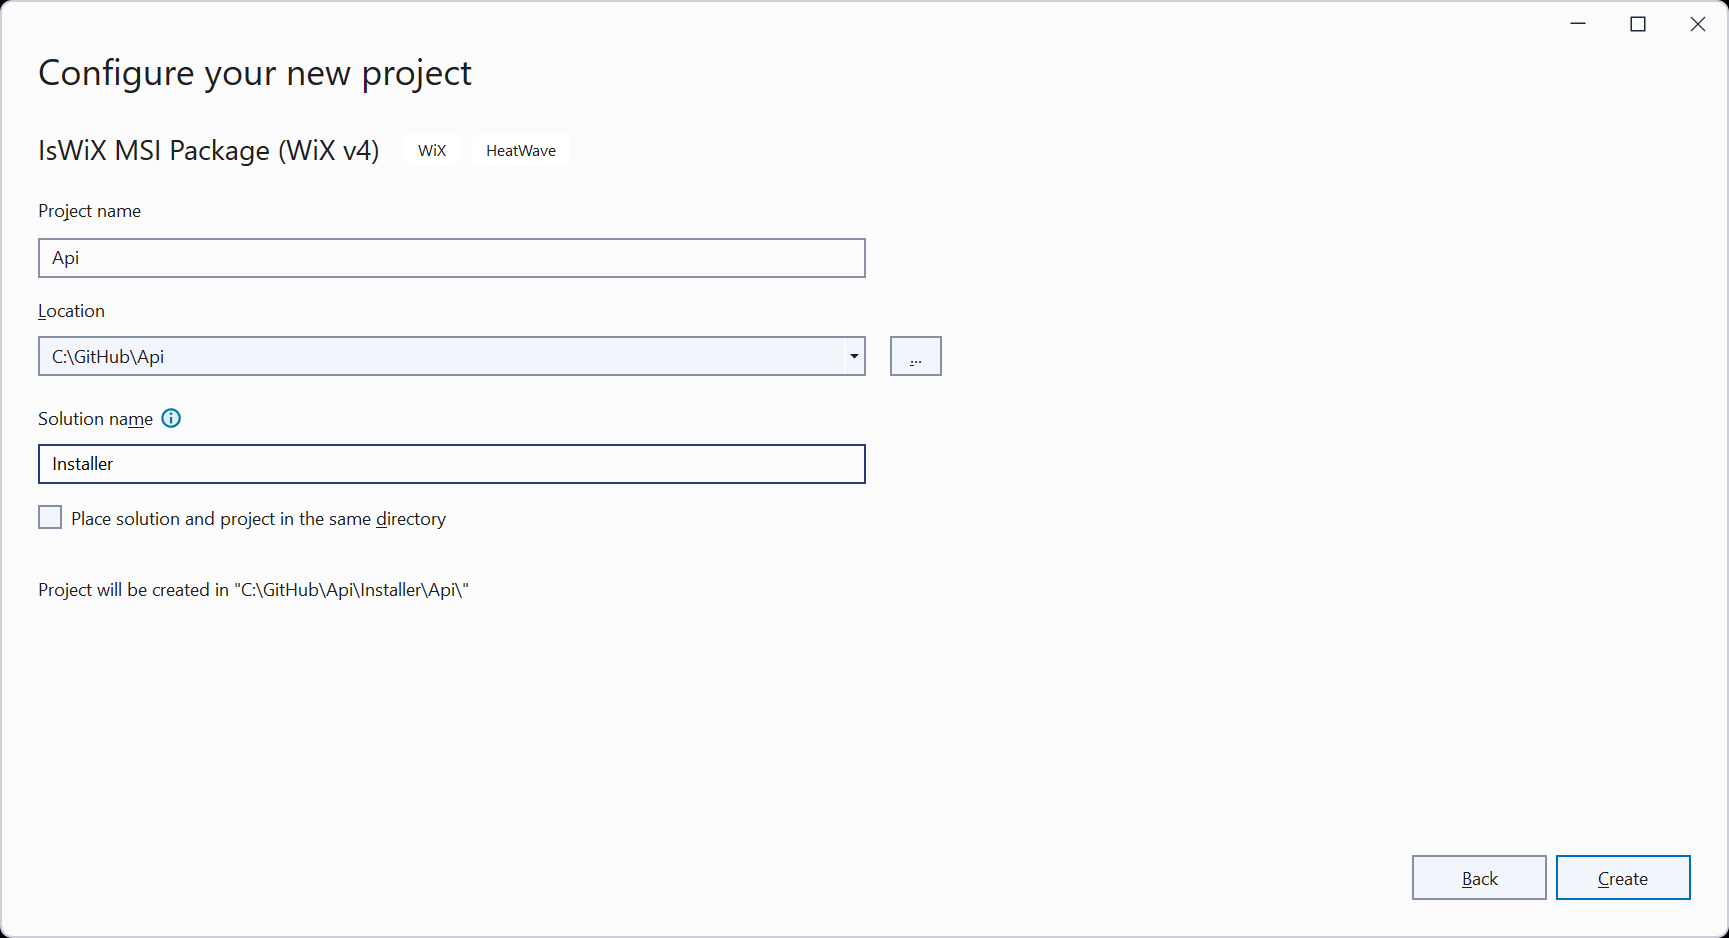 Configure your new project
IsWiX MSI Package (WiX v4) WiX HeatWave
Project name
Api
Location
C:\GitHub\Api ...
Solution name
Installer
Place solution and project in the same directory
Project will be created in "C:\GitHub\Api\Installer\Api\"
Back Create